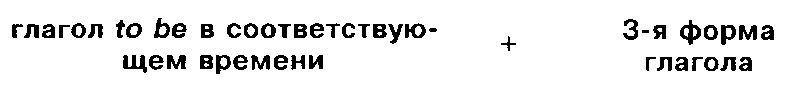 глагол to be в соответствую- + 3-я форма
щем времени глагола